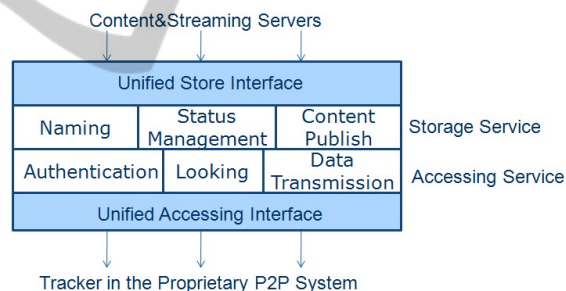 Content&Streaming Servers
Unified Store Interface
Naming
Status
Management
Content
Publish
Storage Service
Authentication
Looking
Data
Transmission
Accessing Service
Unified Accessing Interface
Tracker in the Proprietary P2P System